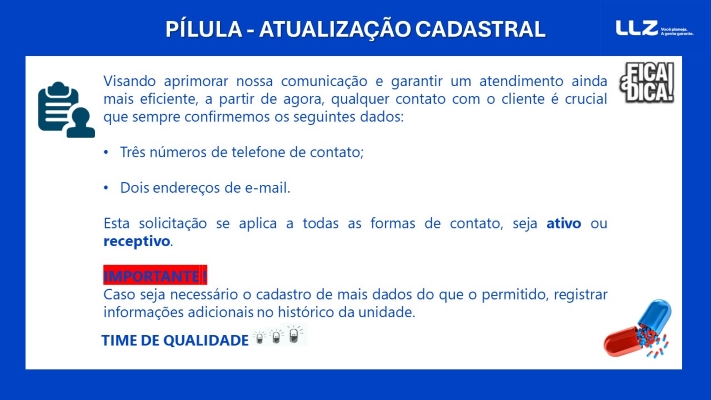 PÍLULA - ATUALIZAÇÃO CADASTRAL
LLZ
Você planeja.
A gente garante.
FICA A DICA!
Visando aprimorar nossa comunicação e garantir um atendimento ainda
mais eficiente, a partir de agora, qualquer contato com o cliente é crucial
que sempre confirmemos os seguintes dados:
• Três números de telefone de contato;
• Dois endereços de e-mail.
Esta solicitação se aplica a todas as formas de contato, seja ativo ou
receptivo.
IMPORTANTE !
Caso seja necessário o cadastro de mais dados do que o permitido, registrar
informações adicionais no histórico da unidade.
TIME DE QUALIDADE